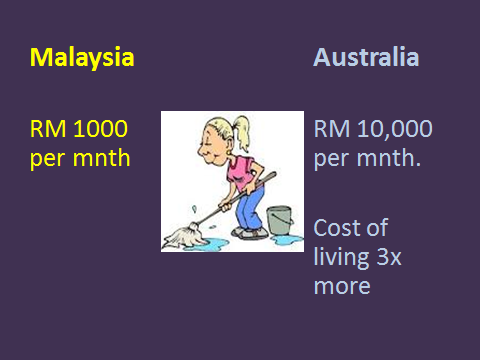 Malaysia
RM 1000
per mnth
Australia
RM 10,000
per mnth.
Cost of
living 3x
more